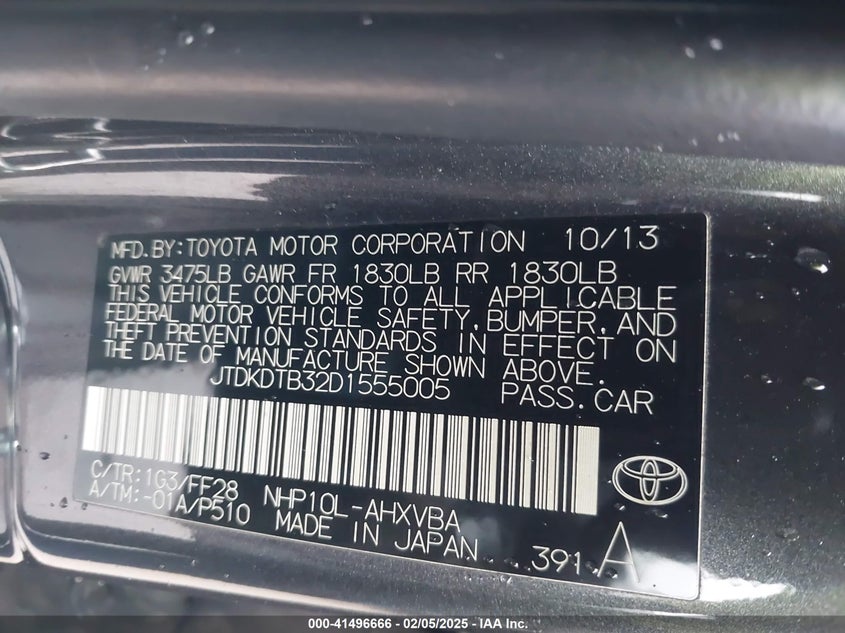 MFD.BY:TOYOTA MOTOR CORPORATION 10/13
GVWR 3475LB GAWR FR 1830LB RR 1830LB
THIS VEHICLE CONFORMS TO ALL APPLICABLE
FEDERAL MOTOR VEHICLE SAFETY,BUMPER,AND
THEFT PREVENTION STANDARDS IN EFFECT ON
THE DATE OF MANUFACTURE SHOWN ABOVE.
JTDKDTB32D1555005 PASS.CAR
C/TR:1G3/FF28
A/TM:-01A/P510
NHP10L-AHXVBA
MADE IN JAPAN
391 A
000-41496666 - 02/05/2025 - IAA, Inc.